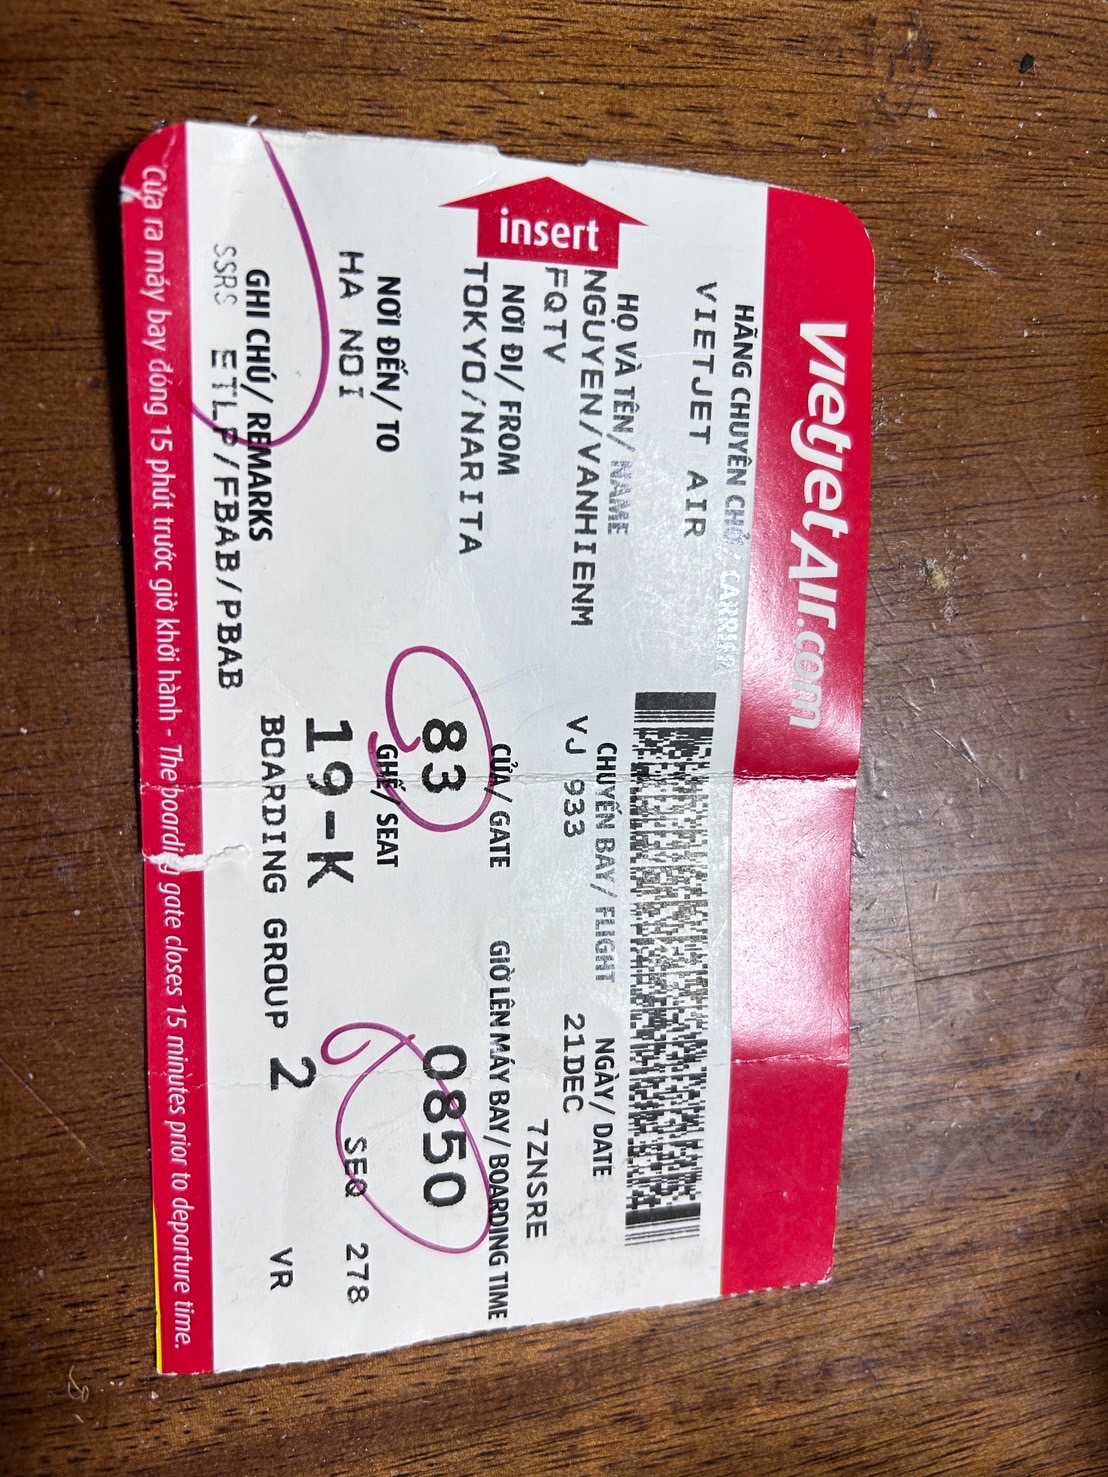 vietjetAir.com
HÃNG CHUYÊN CHỞ/ CARRIER
VIETJET AIR
HỌ VÀ TÊN/ NAME
NGUYEN/VANHIENM
FQTV
CHUYẾN BAY/ FLIGHT
VJ 933
NGÀY/ DATE
21DEC
7ZNSRE
insert
NƠI ĐI/ FROM
TOKYO/NARITA
CỬA/ GATE
83
GIỜ LÊN MÁY BAY/ BOARDING TIME
0850
NƠI ĐẾN/ TO
HA NOI
GHẾ/ SEAT
19-K
SEQ 278
GHI CHÚ/ REMARKS
SSRS ETLP/FBAB/PBAB
BOARDING GROUP 2 VR
Cửa ra máy bay đóng 15 phút trước giờ khởi hành - The boarding gate closes 15 minutes prior to departure time.